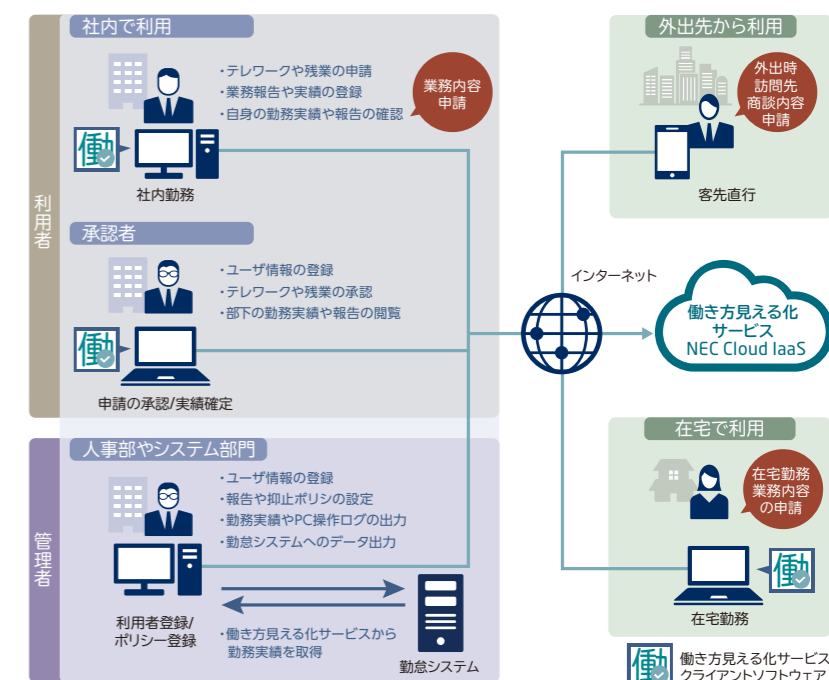 利用者
社内で利用
・テレワークや残業の申請
・業務報告や実績の登録
・自身の勤務実績や報告の確認
業務内容
申請
働
社内勤務
承認者
・ユーザ情報の登録
・テレワークや残業の承認
・部下の勤務実績や報告の閲覧
働
申請の承認/実績確定
管理者
人事部やシステム部門
・ユーザ情報の登録
・報告や抑止ポリシの設定
・勤務実績やPC操作ログの出力
・勤怠システムへのデータ出力
利用者登録/
ポリシー登録
・働き方見える化サービスから
勤務実績を取得
勤怠システム
インターネット
外出先から利用
外出時
訪問先
商談内容
申請
客先直行
働き方見える化
サービス
NEC Cloud IaaS
在宅で利用
在宅勤務
業務内容
の申請
働
在宅勤務
働
働き方見える化サービス
クライアントソフトウェア